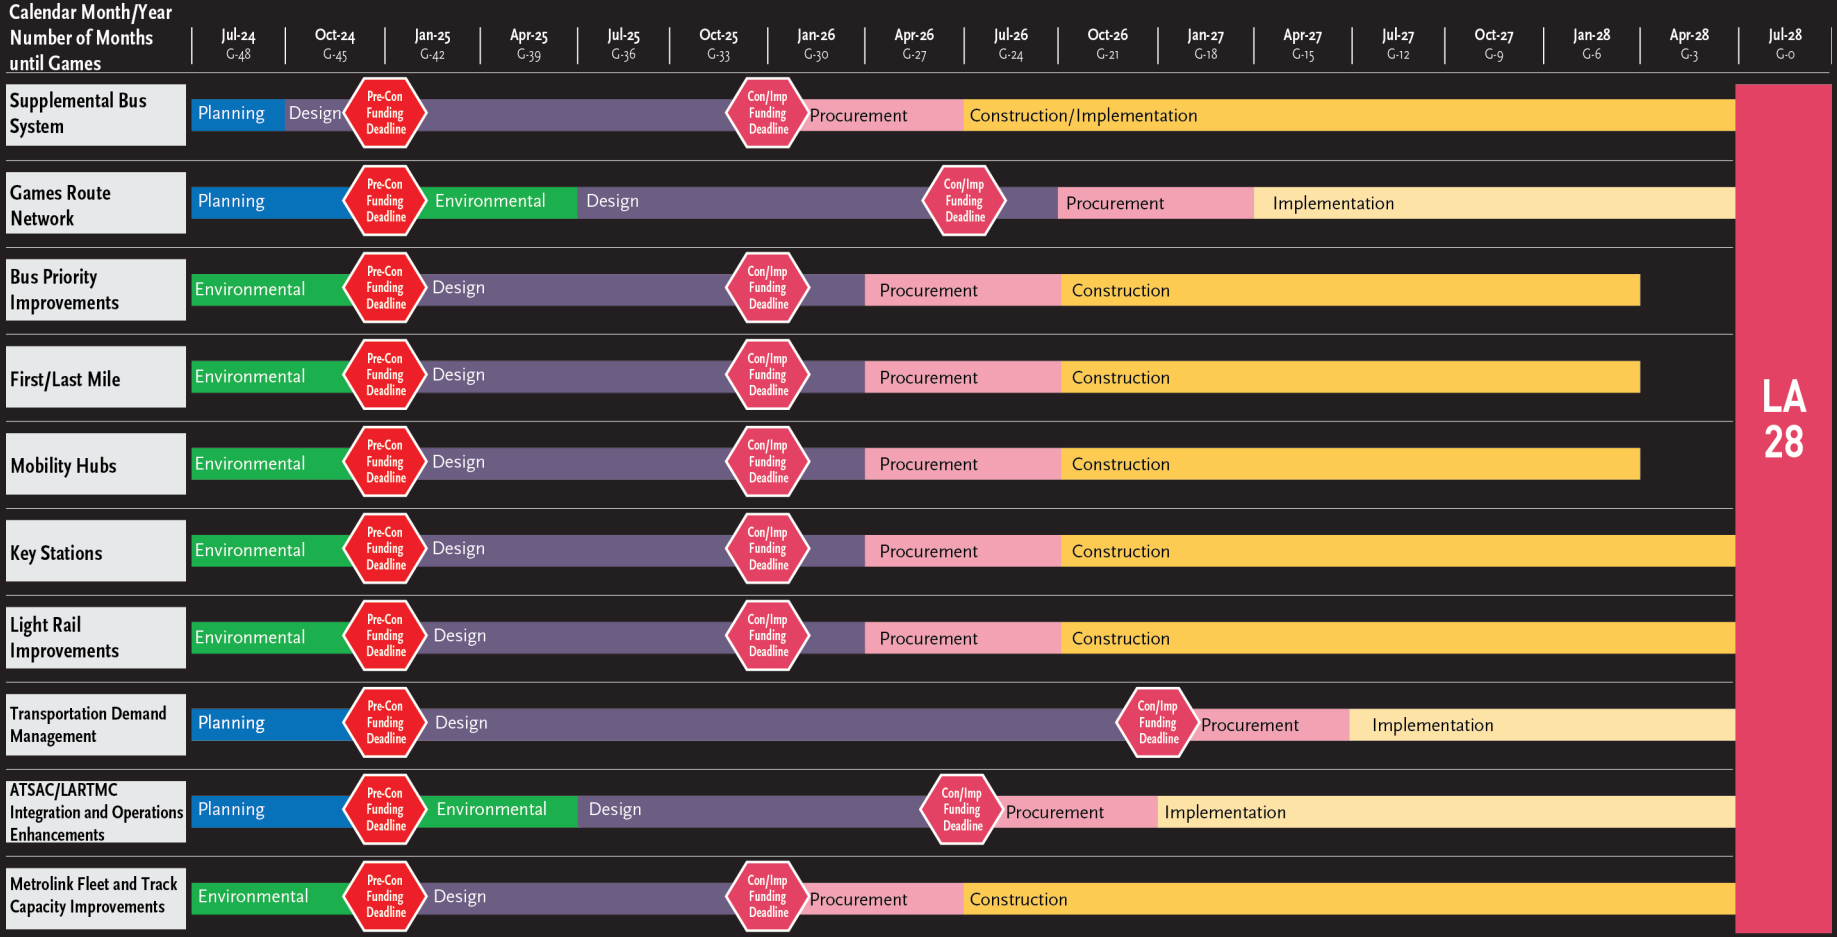 Calendar Month/Year
Number of Months
until Games
Jul-24 Oct-24 Jan-25 Apr-25 Jul-25 Oct-25 Jan-26 Apr-26 Jul-26 Oct-26 Jan-27 Apr-27 Jul-27 Oct-27 Jan-28 Apr-28 Jul-28
G-48 G-45 G-42 G-39 G-36 G-33 G-30 G-27 G-24 G-21 G-18 G-15 G-12 G-9 G-6 G-3 G-0
Supplemental Bus
System
Planning
Design
Pre-Con
Funding
Deadline
Con/Imp
Funding
Deadline
Procurement
Construction/Implementation
Games Route
Network
Planning
Pre-Con
Funding
Deadline
Environmental
Design
Con/Imp
Funding
Deadline
Procurement
Implementation
Bus Priority
Improvements
Environmental
Pre-Con
Funding
Deadline
Design
Con/Imp
Funding
Deadline
Procurement
Construction
First/Last Mile
Environmental
Pre-Con
Funding
Deadline
Design
Con/Imp
Funding
Deadline
Procurement
Construction
Mobility Hubs
Environmental
Pre-Con
Funding
Deadline
Design
Con/Imp
Funding
Deadline
Procurement
Construction
Key Stations
Environmental
Pre-Con
Funding
Deadline
Design
Con/Imp
Funding
Deadline
Procurement
Construction
Light Rail
Improvements
Environmental
Pre-Con
Funding
Deadline
Design
Con/Imp
Funding
Deadline
Procurement
Construction
Transportation Demand
Management
Planning
Pre-Con
Funding
Deadline
Design
Con/Imp
Funding
Deadline
Procurement
Implementation
ATSAC/LARTMC
Integration and Operations
Enhancements
Planning
Pre-Con
Funding
Deadline
Environmental
Design
Con/Imp
Funding
Deadline
Procurement
Implementation
Metrolink Fleet and Track
Capacity Improvements
Environmental
Pre-Con
Funding
Deadline
Design
Con/Imp
Funding
Deadline
Procurement
Construction
LA
28